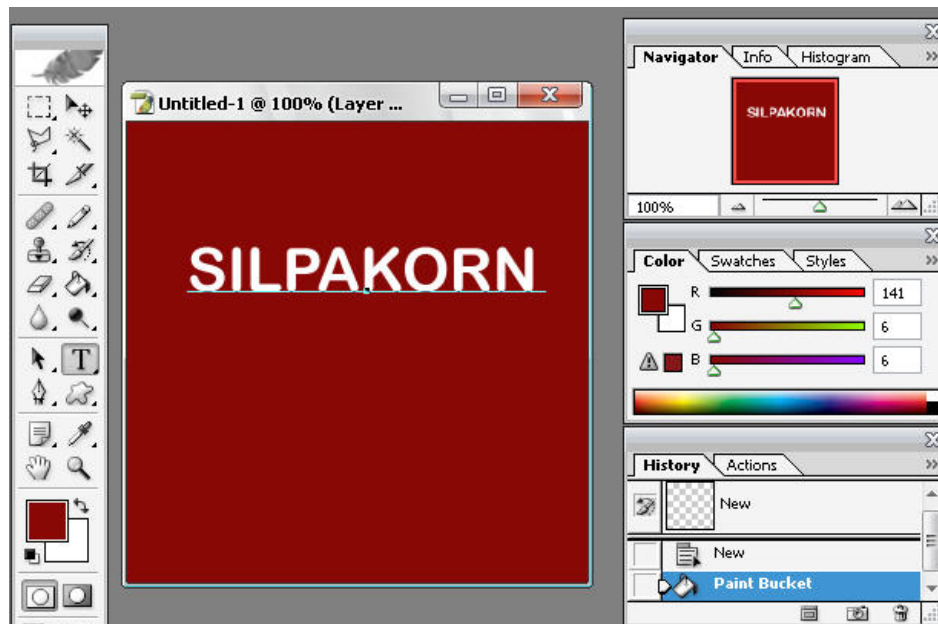 Untitled-1 @ 100% (Layer ...
SILPAKORN
T
Navigator Info Histogram
SILPAKORN
100%
Color Swatches Styles
R 141
G 6
B 6
History Actions
New
New
Paint Bucket